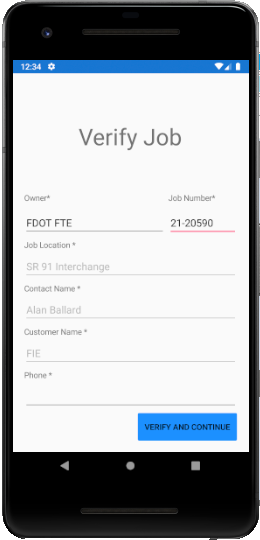 12:34
Verify Job
Owner* Job Number*
FDOT FTE 21-20590
Job Location *
SR 91 Interchange
Contact Name *
Alan Ballard
Customer Name *
FIE
Phone *
VERIFY AND CONTINUE